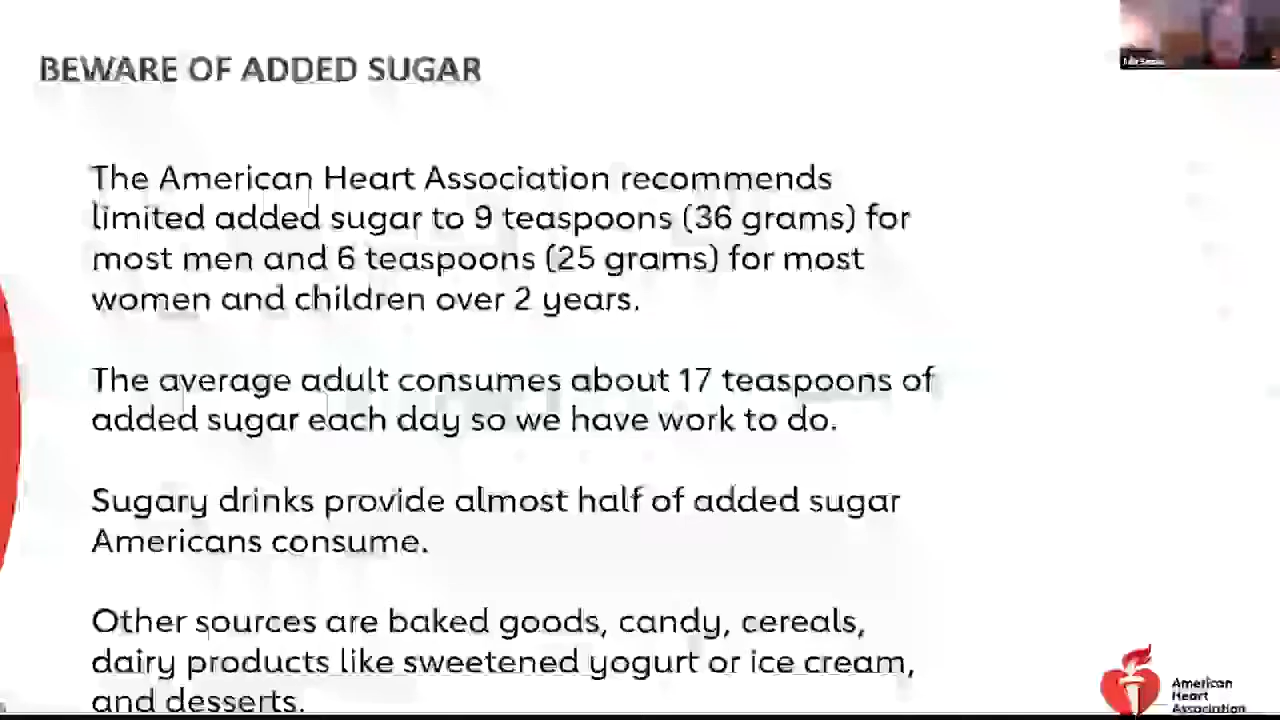 BEWARE OF ADDED SUGAR
The American Heart Association recommends
limited added sugar to 9 teaspoons (36 grams) for
most men and 6 teaspoons (25 grams) for most
women and children over 2 years.
The average adult consumes about 17 teaspoons of
added sugar each day so we have work to do.
Sugary drinks provide almost half of added sugar
Americans consume.
Other sources are baked goods, candy, cereals,
dairy products like sweetened yogurt or ice cream,
and desserts.
American
Heart
Association